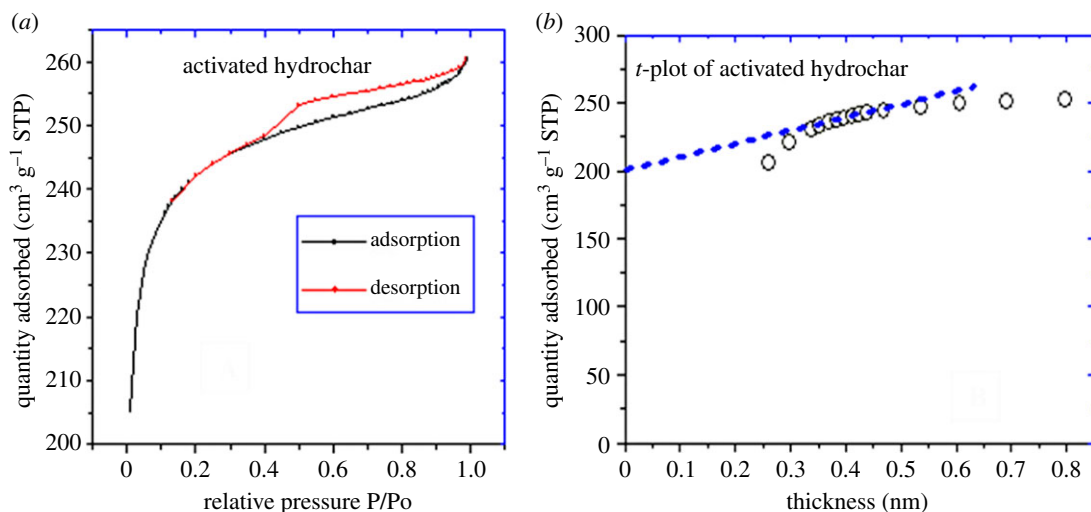 (a)
activated hydrochar
260
250
240
230
220
205
200
quantity adsorbed (cm³ g⁻¹ STP)
adsorption
desorption
0 0.2 0.4 0.6 0.8 1.0
relative pressure P/Po
(b)
t-plot of activated hydrochar
300
250
200
150
100
50
0
quantity adsorbed (cm³ g⁻¹ STP)
0 0.1 0.2 0.3 0.4 0.5 0.6 0.7 0.8
thickness (nm)